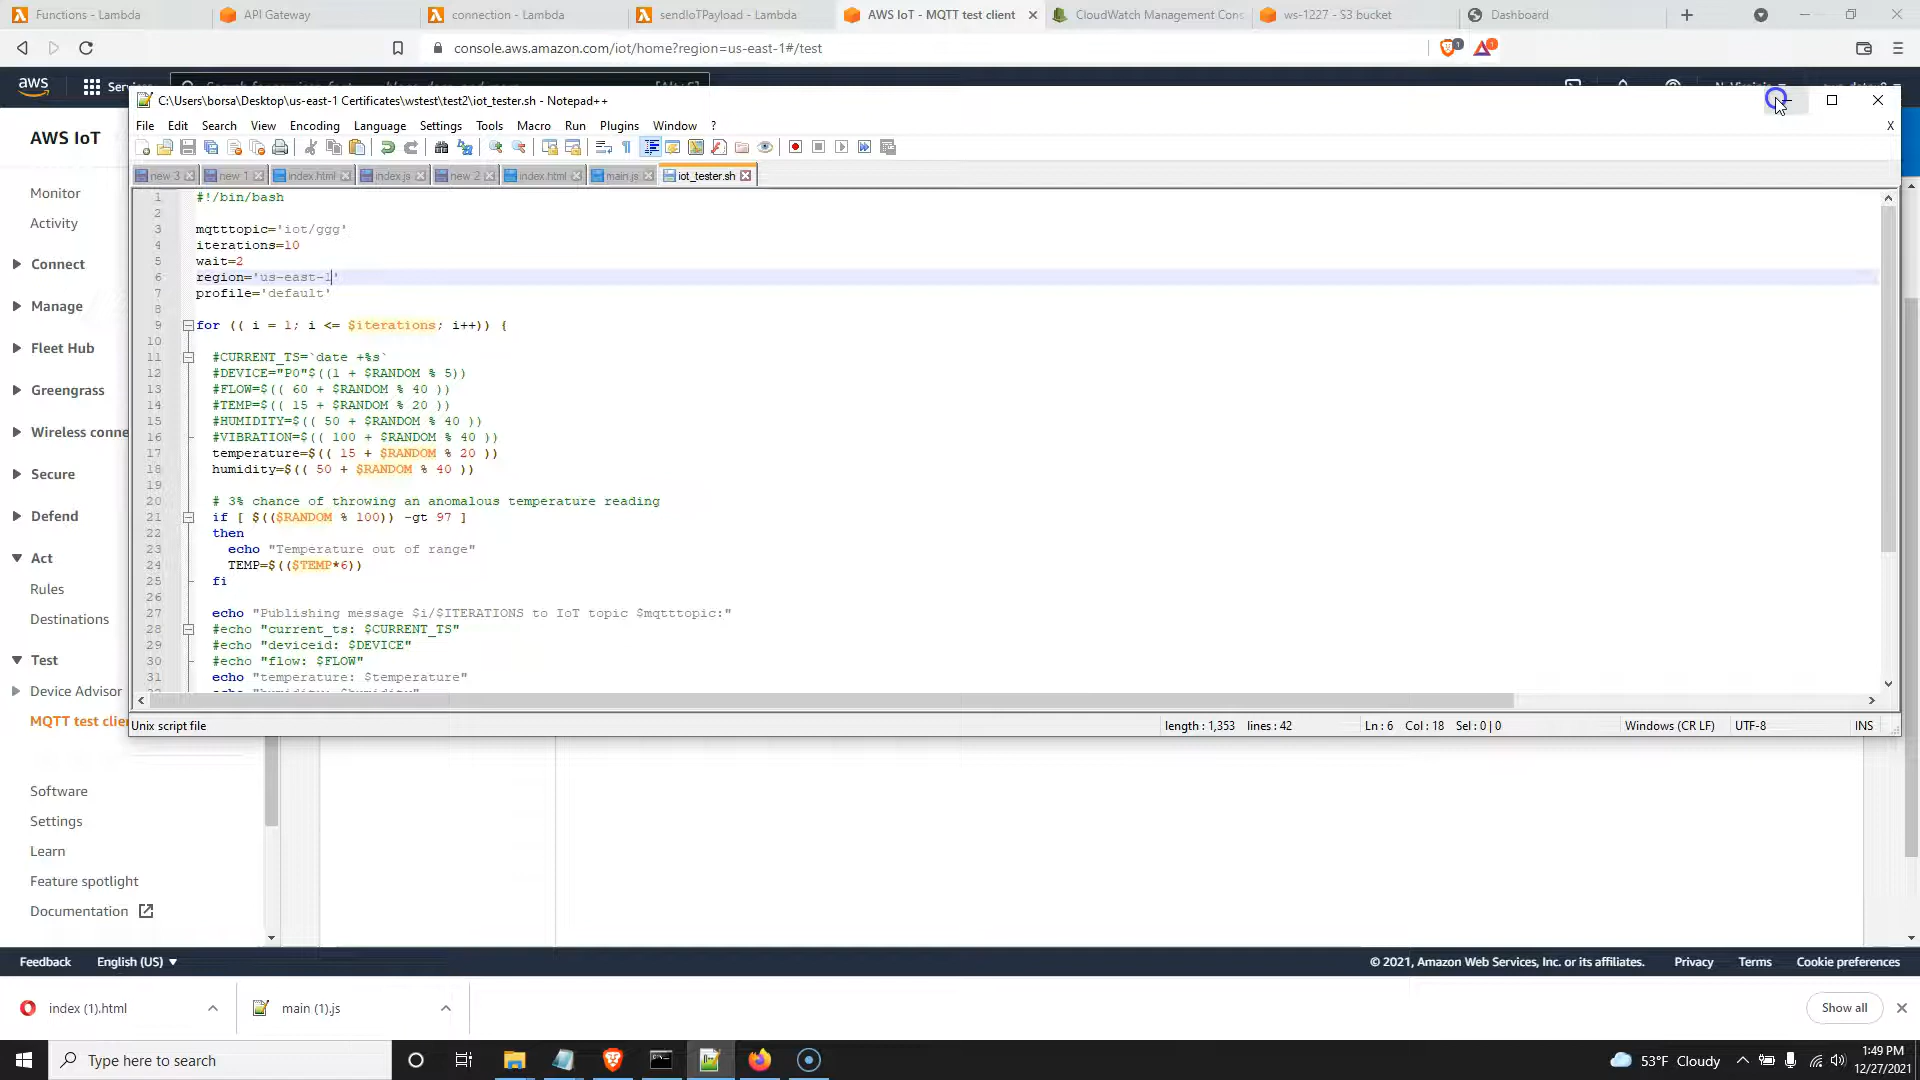 Functions - Lambda
API Gateway
connection - Lambda
sendIoTPayload - Lambda
AWS IoT - MQTT test client
CloudWatch Management Cons
ws-1227 - S3 bucket
Dashboard
console.aws.amazon.com/iot/home?region=us-east-1#/test
1
1
aws
C:\Users\borsa\Desktop\us-east-1 Certificates\wstest\test2\iot_tester.sh - Notepad++
File Edit Search View Encoding Language Settings Tools Macro Run Plugins Window ?
X
new 3
new 1
index.html
index.js
new 2
index.html
main.js
iot_tester.sh
1 #!/bin/bash
2
3 mqtttopic='iot/ggg'
4 iterations=10
5 wait=2
6 region='us-east-1'
7 profile='default'
8
9 for (( i = 1; i <= $iterations; i++)) {
10
11 #CURRENT_TS=`date +%s`
12 #DEVICE="P0"$((1 + $RANDOM % 5))
13 #FLOW=$(( 60 + $RANDOM % 40 ))
14 #TEMP=$(( 15 + $RANDOM % 20 ))
15 #HUMIDITY=$(( 50 + $RANDOM % 40 ))
16 #VIBRATION=$(( 100 + $RANDOM % 40 ))
17 temperature=$(( 15 + $RANDOM % 20 ))
18 humidity=$(( 50 + $RANDOM % 40 ))
19
20 # 3% chance of throwing an anomalous temperature reading
21 if [ $(($RANDOM % 100)) -gt 97 ]
22 then
23 echo "Temperature out of range"
24 TEMP=$(($TEMP*6))
25 fi
26
27 echo "Publishing message $i/$ITERATIONS to IoT topic $mqtttopic:"
28 #echo "current_ts: $CURRENT_TS"
29 #echo "deviceid: $DEVICE"
30 #echo "flow: $FLOW"
31 echo "temperature: $temperature"
Unix script file
length : 1,353 lines : 42
Ln : 6 Col : 18 Sel : 0 | 0
Windows (CR LF)
UTF-8
INS
AWS IoT
Monitor
Activity
Connect
Manage
Fleet Hub
Greengrass
Wireless conne
Secure
Defend
Act
Rules
Destinations
Test
Device Advisor
MQTT test clie
Software
Settings
Learn
Feature spotlight
Documentation
Feedback
English (US)
© 2021, Amazon Web Services, Inc. or its affiliates.
Privacy
Terms
Cookie preferences
index (1).html
main (1).js
Show all
Type here to search
53°F Cloudy
1:49 PM
12/27/2021